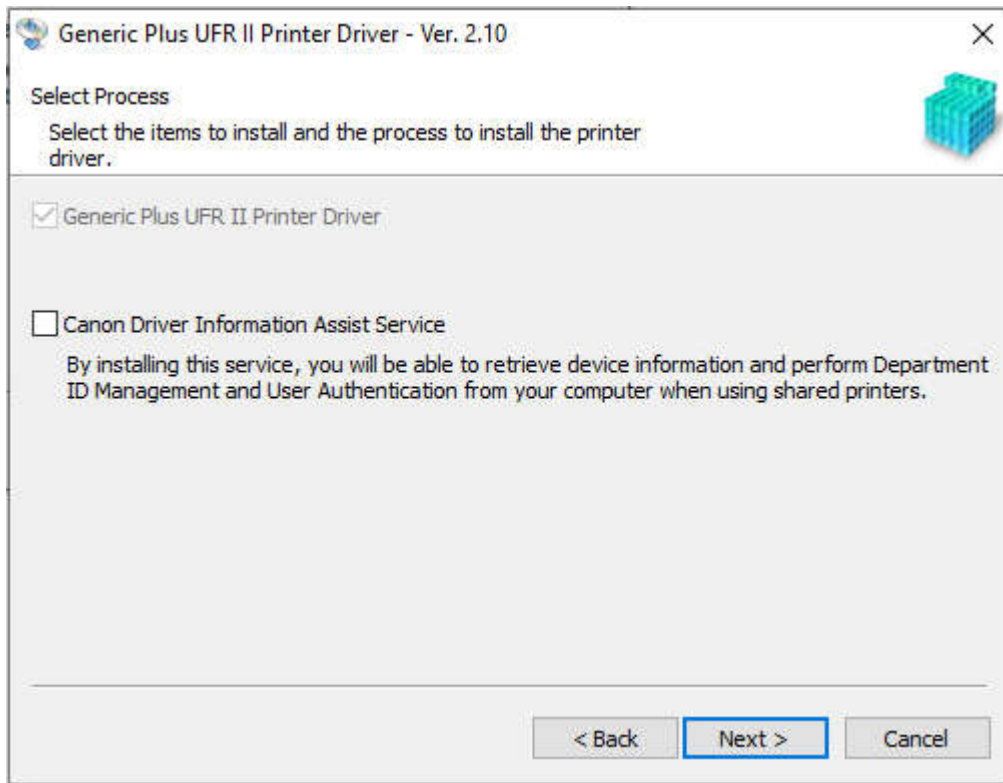 Generic Plus UFR II Printer Driver - Ver. 2.10
Select Process
Select the items to install and the process to install the printer
driver.
Generic Plus UFR II Printer Driver
Canon Driver Information Assist Service
By installing this service, you will be able to retrieve device information and perform Department
ID Management and User Authentication from your computer when using shared printers.
< Back
Next >
Cancel